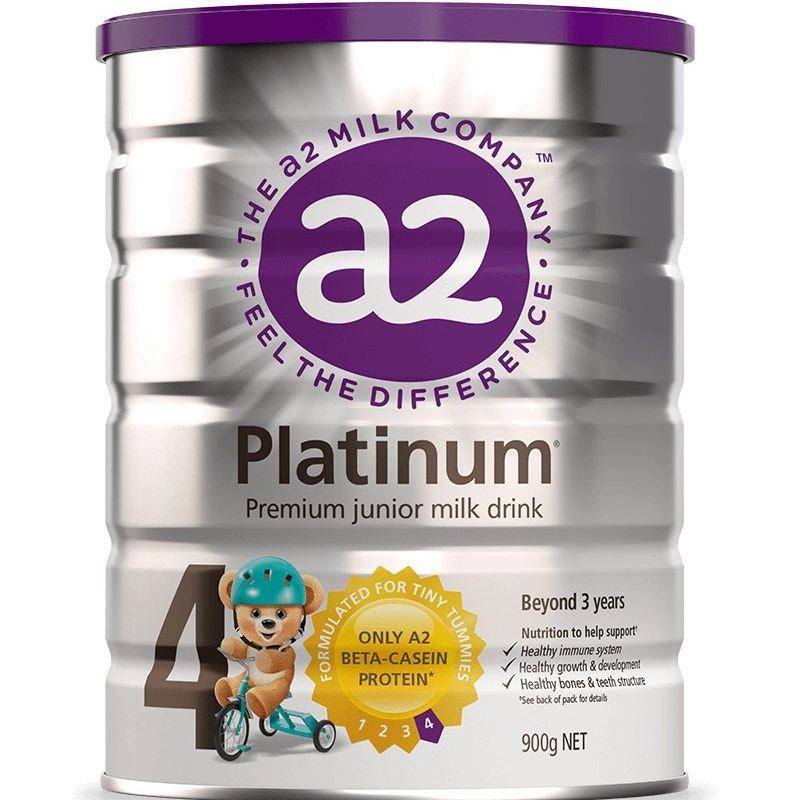 THE a2 MILK COMPANY™
a2
FEEL THE DIFFERENCE
Platinum®
Premium junior milk drink
4
FORMULATED FOR TINY TUMMIES
ONLY A2
BETA-CASEIN
PROTEIN*
1 2 3 4
Beyond 3 years
Nutrition to help support†
✓ Healthy immune system
✓ Healthy growth & development
✓ Healthy bones & teeth structure
†See back of pack for details
900g NET